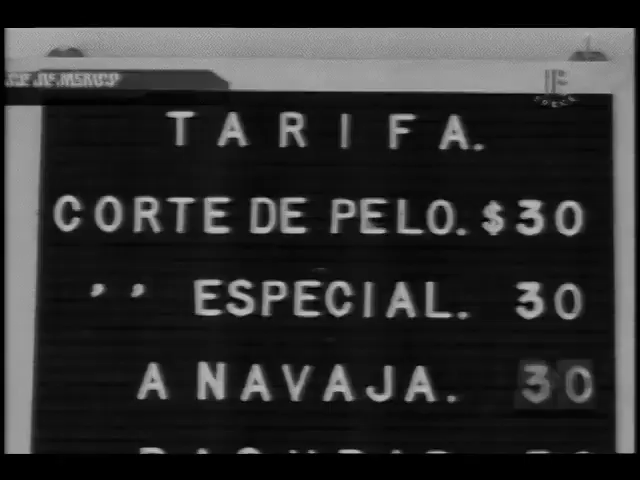 TARIFA.
CORTE DE PELO. $30
,, ESPECIAL. 30
A NAVAJA. 30